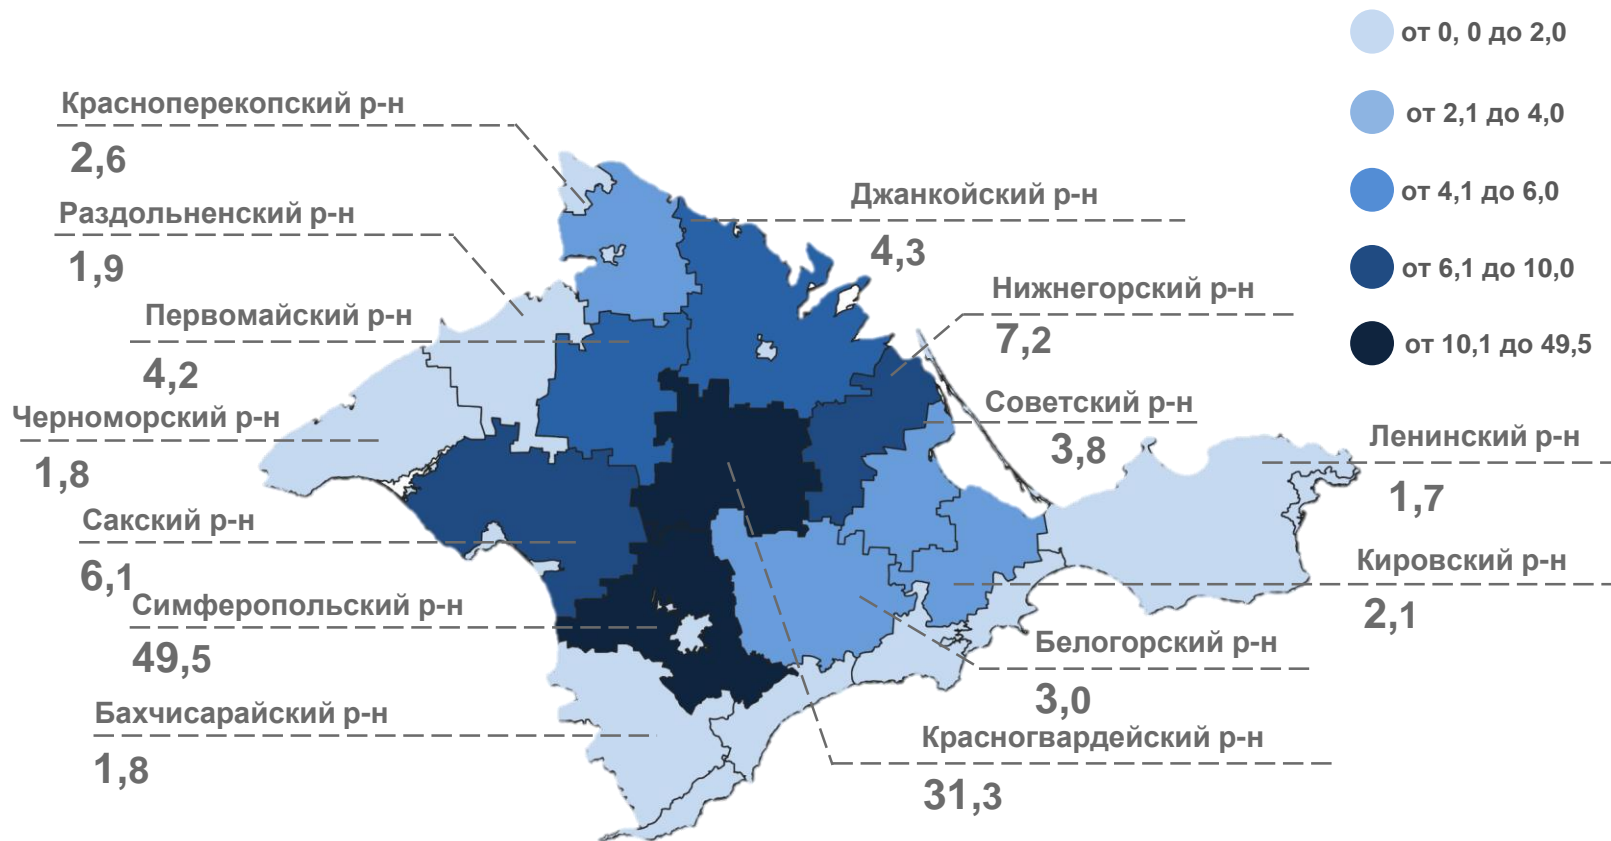 от 0, 0 до 2,0
от 2,1 до 4,0
от 4,1 до 6,0
от 6,1 до 10,0
от 10,1 до 49,5
Красноперекопский р-н
2,6
Раздольненский р-н
1,9
Первомайский р-н
4,2
Черноморский р-н
1,8
Сакский р-н
6,1
Симферопольский р-н
49,5
Бахчисарайский р-н
1,8
Джанкойский р-н
4,3
Нижнегорский р-н
7,2
Советский р-н
3,8
Ленинский р-н
1,7
Кировский р-н
2,1
Белогорский р-н
3,0
Красногвардейский р-н
31,3